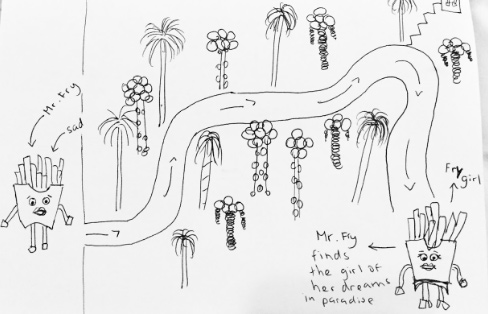 Mr. Fry
sad
Fry
girl
Mr. Fry
finds
the girl of
her dreams
in paradise